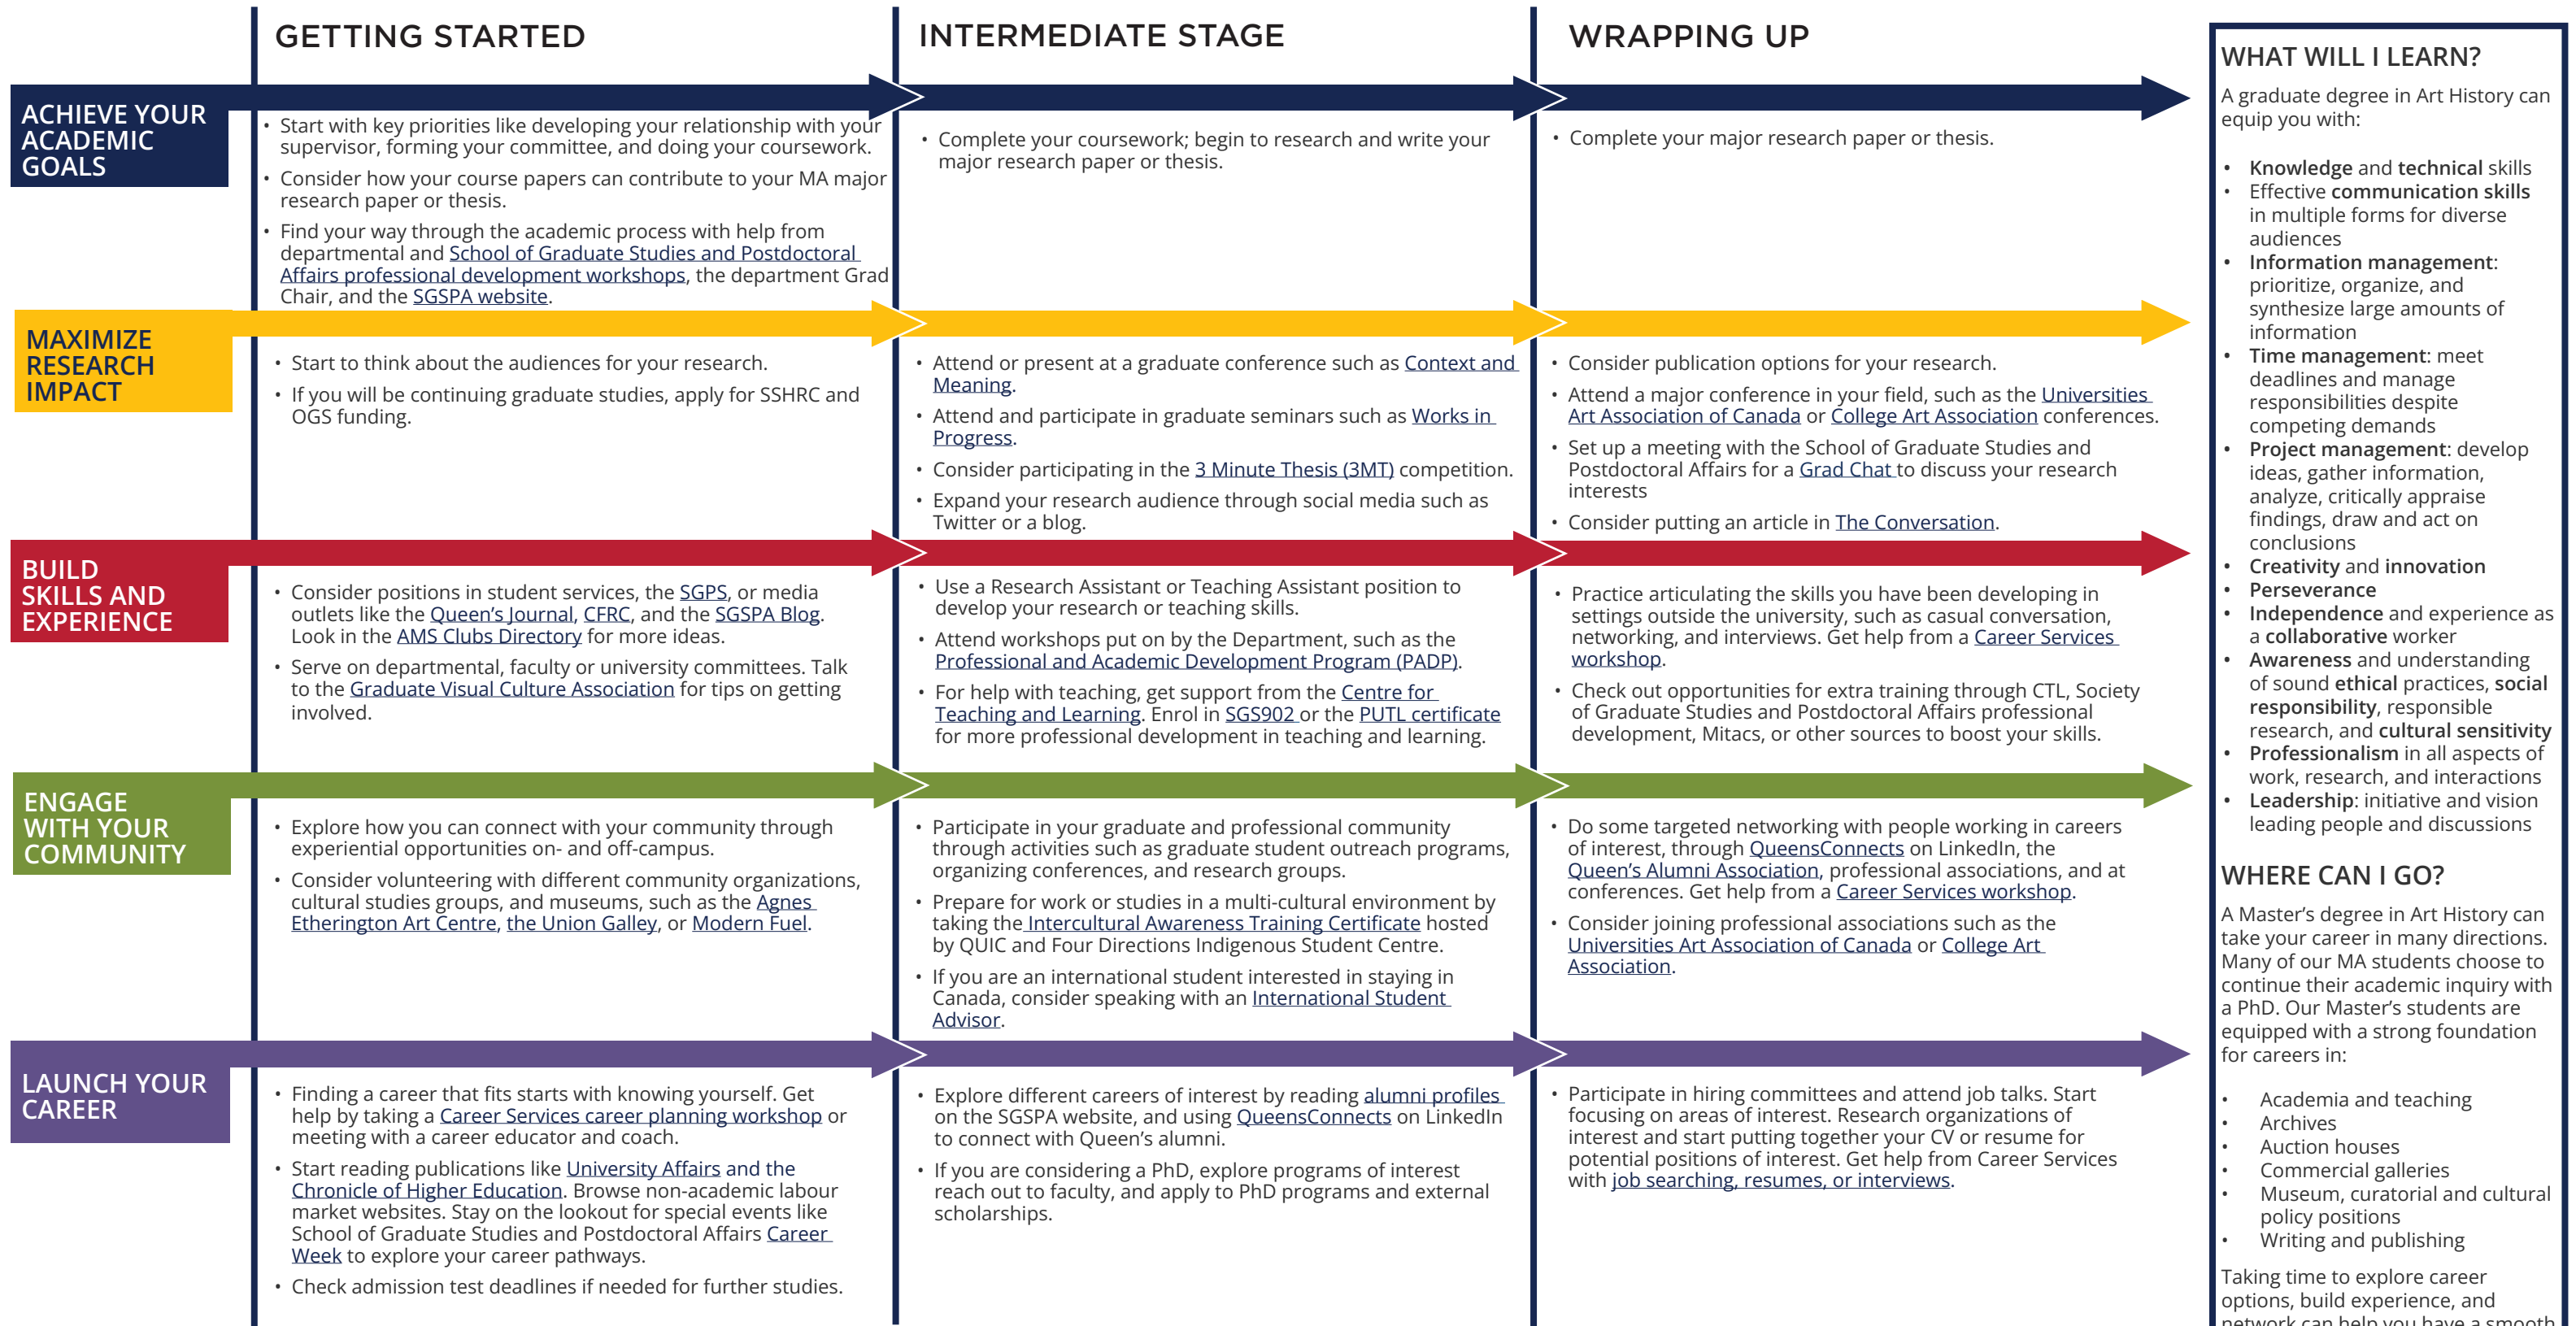 GETTING STARTED
INTERMEDIATE STAGE
WRAPPING UP
ACHIEVE YOUR
ACADEMIC
GOALS
• Start with key priorities like developing your relationship with your
supervisor, forming your committee, and doing your coursework.
• Consider how your course papers can contribute to your MA major
research paper or thesis.
• Find your way through the academic process with help from
departmental and School of Graduate Studies and Postdoctoral
Affairs professional development workshops, the department Grad
Chair, and the SGSPA website.
• Complete your coursework; begin to research and write your
major research paper or thesis.
• Complete your major research paper or thesis.
MAXIMIZE
RESEARCH
IMPACT
• Start to think about the audiences for your research.
• If you will be continuing graduate studies, apply for SSHRC and
OGS funding.
• Attend or present at a graduate conference such as Context and
Meaning.
• Attend and participate in graduate seminars such as Works in
Progress.
• Consider participating in the 3 Minute Thesis (3MT) competition.
• Expand your research audience through social media such as
Twitter or a blog.
• Consider publication options for your research.
• Attend a major conference in your field, such as the Universities
Art Association of Canada or College Art Association conferences.
• Set up a meeting with the School of Graduate Studies and
Postdoctoral Affairs for a Grad Chat to discuss your research
interests
• Consider putting an article in The Conversation.
BUILD
SKILLS AND
EXPERIENCE
• Consider positions in student services, the SGPS, or media
outlets like the Queen's Journal, CFRC, and the SGSPA Blog.
Look in the AMS Clubs Directory for more ideas.
• Serve on departmental, faculty or university committees. Talk
to the Graduate Visual Culture Association for tips on getting
involved.
• Use a Research Assistant or Teaching Assistant position to
develop your research or teaching skills.
• Attend workshops put on by the Department, such as the
Professional and Academic Development Program (PADP).
• For help with teaching, get support from the Centre for
Teaching and Learning. Enrol in SGS902 or the PUTL certificate
for more professional development in teaching and learning.
• Practice articulating the skills you have been developing in
settings outside the university, such as casual conversation,
networking, and interviews. Get help from a Career Services
workshop.
• Check out opportunities for extra training through CTL, Society
of Graduate Studies and Postdoctoral Affairs professional
development, Mitacs, or other sources to boost your skills.
ENGAGE
WITH YOUR
COMMUNITY
• Explore how you can connect with your community through
experiential opportunities on- and off-campus.
• Consider volunteering with different community organizations,
cultural studies groups, and museums, such as the Agnes
Etherington Art Centre, the Union Galley, or Modern Fuel.
• Participate in your graduate and professional community
through activities such as graduate student outreach programs,
organizing conferences, and research groups.
• Prepare for work or studies in a multi-cultural environment by
taking the Intercultural Awareness Training Certificate hosted
by QUIC and Four Directions Indigenous Student Centre.
• If you are an international student interested in staying in
Canada, consider speaking with an International Student
Advisor.
• Do some targeted networking with people working in careers
of interest, through QueensConnects on LinkedIn, the
Queen's Alumni Association, professional associations, and at
conferences. Get help from a Career Services workshop.
• Consider joining professional associations such as the
Universities Art Association of Canada or College Art
Association.
LAUNCH YOUR
CAREER
• Finding a career that fits starts with knowing yourself. Get
help by taking a Career Services career planning workshop or
meeting with a career educator and coach.
• Start reading publications like University Affairs and the
Chronicle of Higher Education. Browse non-academic labour
market websites. Stay on the lookout for special events like
School of Graduate Studies and Postdoctoral Affairs Career
Week to explore your career pathways.
• Check admission test deadlines if needed for further studies.
• Explore different careers of interest by reading alumni profiles
on the SGSPA website, and using QueensConnects on LinkedIn
to connect with Queen's alumni.
• If you are considering a PhD, explore programs of interest
reach out to faculty, and apply to PhD programs and external
scholarships.
• Participate in hiring committees and attend job talks. Start
focusing on areas of interest. Research organizations of
interest and start putting together your CV or resume for
potential positions of interest. Get help from Career Services
with job searching, resumes, or interviews.
WHAT WILL I LEARN?
A graduate degree in Art History can
equip you with:
• Knowledge and technical skills
• Effective communication skills
in multiple forms for diverse
audiences
• Information management:
prioritize, organize, and
synthesize large amounts of
information
• Time management: meet
deadlines and manage
responsibilities despite
competing demands
• Project management: develop
ideas, gather information,
analyze, critically appraise
findings, draw and act on
conclusions
• Creativity and innovation
• Perseverance
• Independence and experience as
a collaborative worker
• Awareness and understanding
of sound ethical practices, social
responsibility, responsible
research, and cultural sensitivity
• Professionalism in all aspects of
work, research, and interactions
• Leadership: initiative and vision
leading people and discussions
WHERE CAN I GO?
A Master's degree in Art History can
take your career in many directions.
Many of our MA students choose to
continue their academic inquiry with
a PhD. Our Master's students are
equipped with a strong foundation
for careers in:
• Academia and teaching
• Archives
• Auction houses
• Commercial galleries
• Museum, curatorial and cultural
policy positions
• Writing and publishing
Taking time to explore career
options, build experience, and
network can help you have a smooth